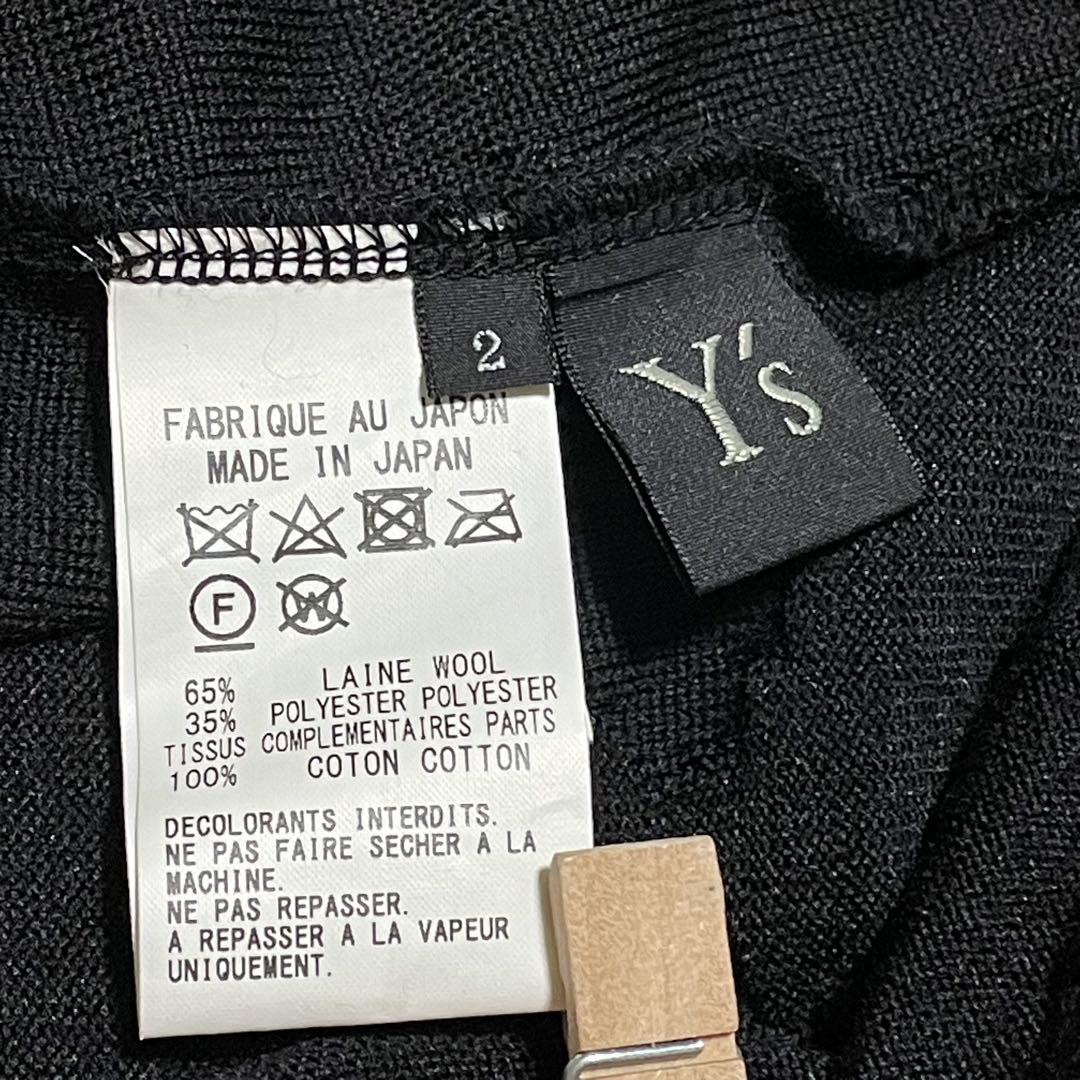 2
Y's
FABRIQUE AU JAPON
MADE IN JAPAN
F
W
65% LAINE WOOL
35% POLYESTER POLYESTER
TISSUS COMPLEMENTAIRES PARTS
100% COTON COTTON
DECOLORANTS INTERDITS.
NE PAS FAIRE SECHER A LA
MACHINE.
NE PAS REPASSER.
A REPASSER A LA VAPEUR
UNIQUEMENT.